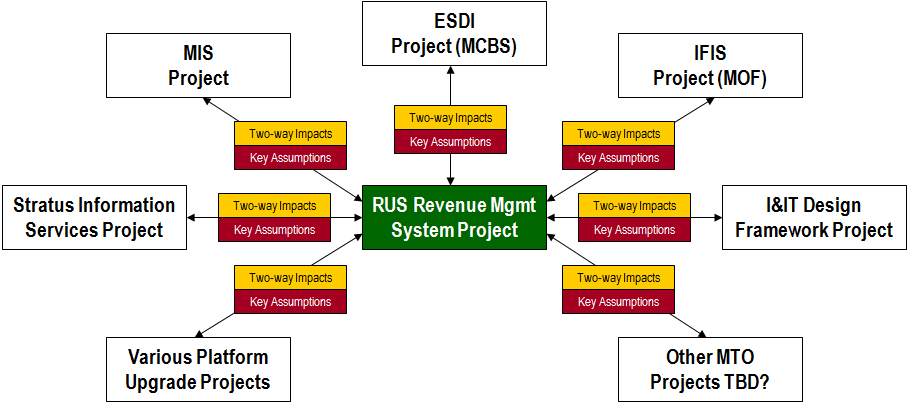 ESDI
Project (MCBS)
MIS
Project
IFIS
Project (MOF)
Two-way Impacts
Key Assumptions
Two-way Impacts
Key Assumptions
Two-way Impacts
Key Assumptions
Stratus Information
Services Project
Two-way Impacts
Key Assumptions
RUS Revenue Mgmt
System Project
Two-way Impacts
Key Assumptions
I&IT Design
Framework Project
Two-way Impacts
Key Assumptions
Two-way Impacts
Key Assumptions
Various Platform
Upgrade Projects
Other MTO
Projects TBD?